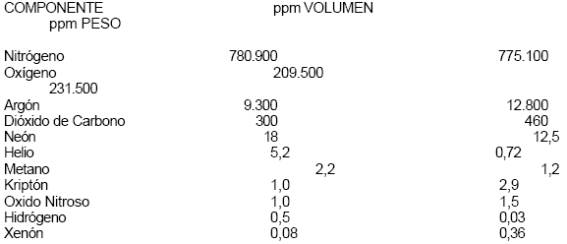 COMPONENTE ppm VOLUMEN
ppm PESO
Nitrógeno 780.900 775.100
Oxígeno 209.500
231.500
Argón 9.300 12.800
Dióxido de Carbono 300 460
Neón 18 12,5
Helio 5,2 0,72
Metano 2,2 1,2
Kriptón 1,0 2,9
Oxido Nitroso 1,0 1,5
Hidrógeno 0,5 0,03
Xenón 0,08 0,36